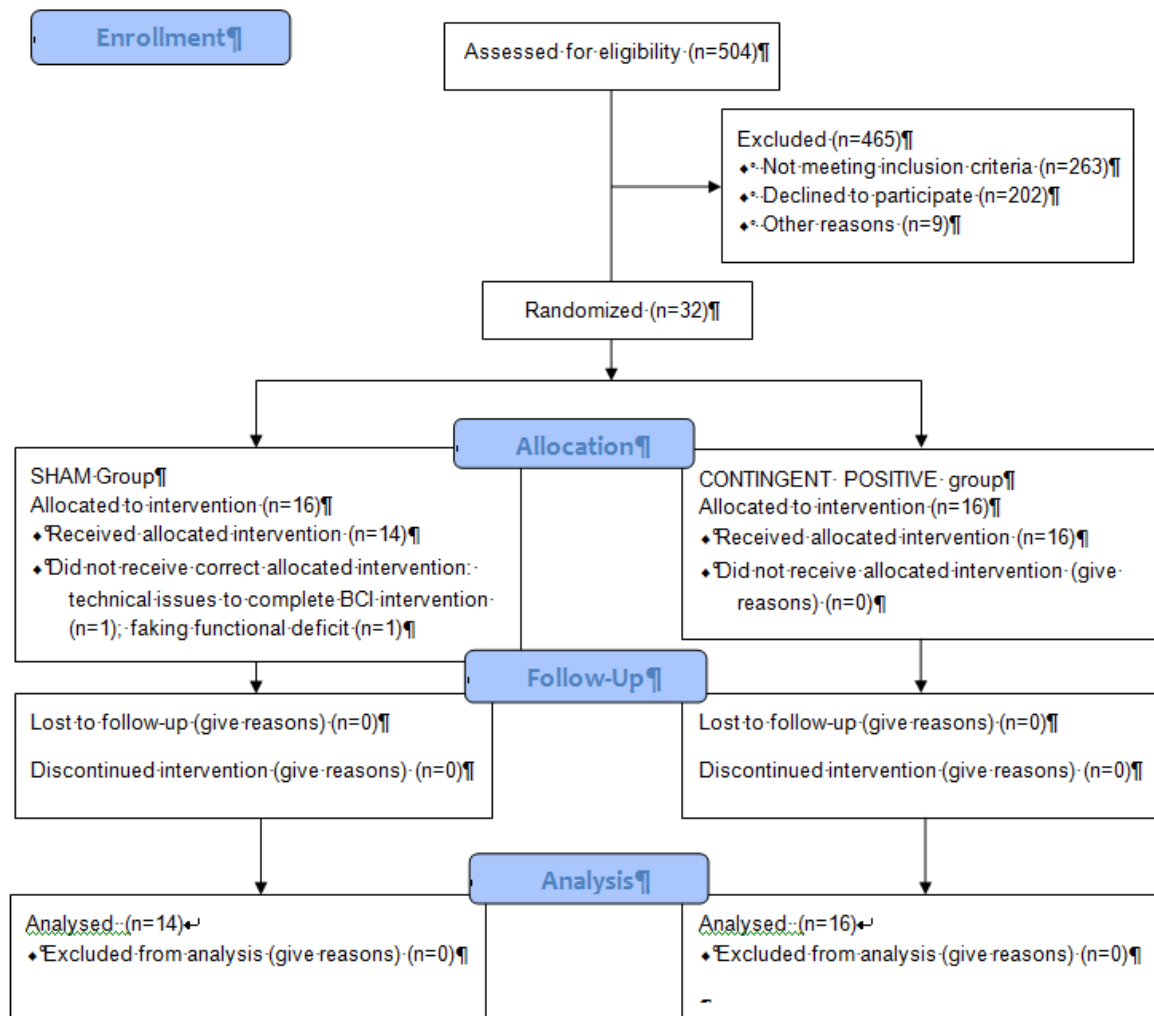 Enrollment¶
Assessed·for·eligibility·(n=504)¶
Excluded·(n=465)¶
Not·meeting·inclusion·criteria·(n=263)¶
Declined·to·participate·(n=202)¶
Other·reasons·(n=9)¶
Randomized·(n=32)¶
Allocation¶
SHAM·Group¶
Allocated·to·intervention·(n=16)¶
Received·allocated·intervention·(n=14)¶
Did·not·receive·correct·allocated·intervention:·
technical·issues·to·complete·BCI·intervention·
(n=1);·faking·functional·deficit·(n=1)¶
CONTINGENT·POSITIVE·group¶
Allocated·to·intervention·(n=16)¶
Received·allocated·intervention·(n=16)¶
Did·not·receive·allocated·intervention·(give·
reasons)·(n=0)¶
Follow-Up¶
Lost·to·follow-up·(give·reasons)·(n=0)¶
Discontinued·intervention·(give·reasons)·(n=0)¶
Lost·to·follow-up·(give·reasons)·(n=0)¶
Discontinued·intervention·(give·reasons)·(n=0)¶
Analysis¶
Analysed··(n=14)↵
Excluded·from·analysis·(give·reasons)·(n=0)¶
Analysed··(n=16)↵
Excluded·from·analysis·(give·reasons)·(n=0)¶